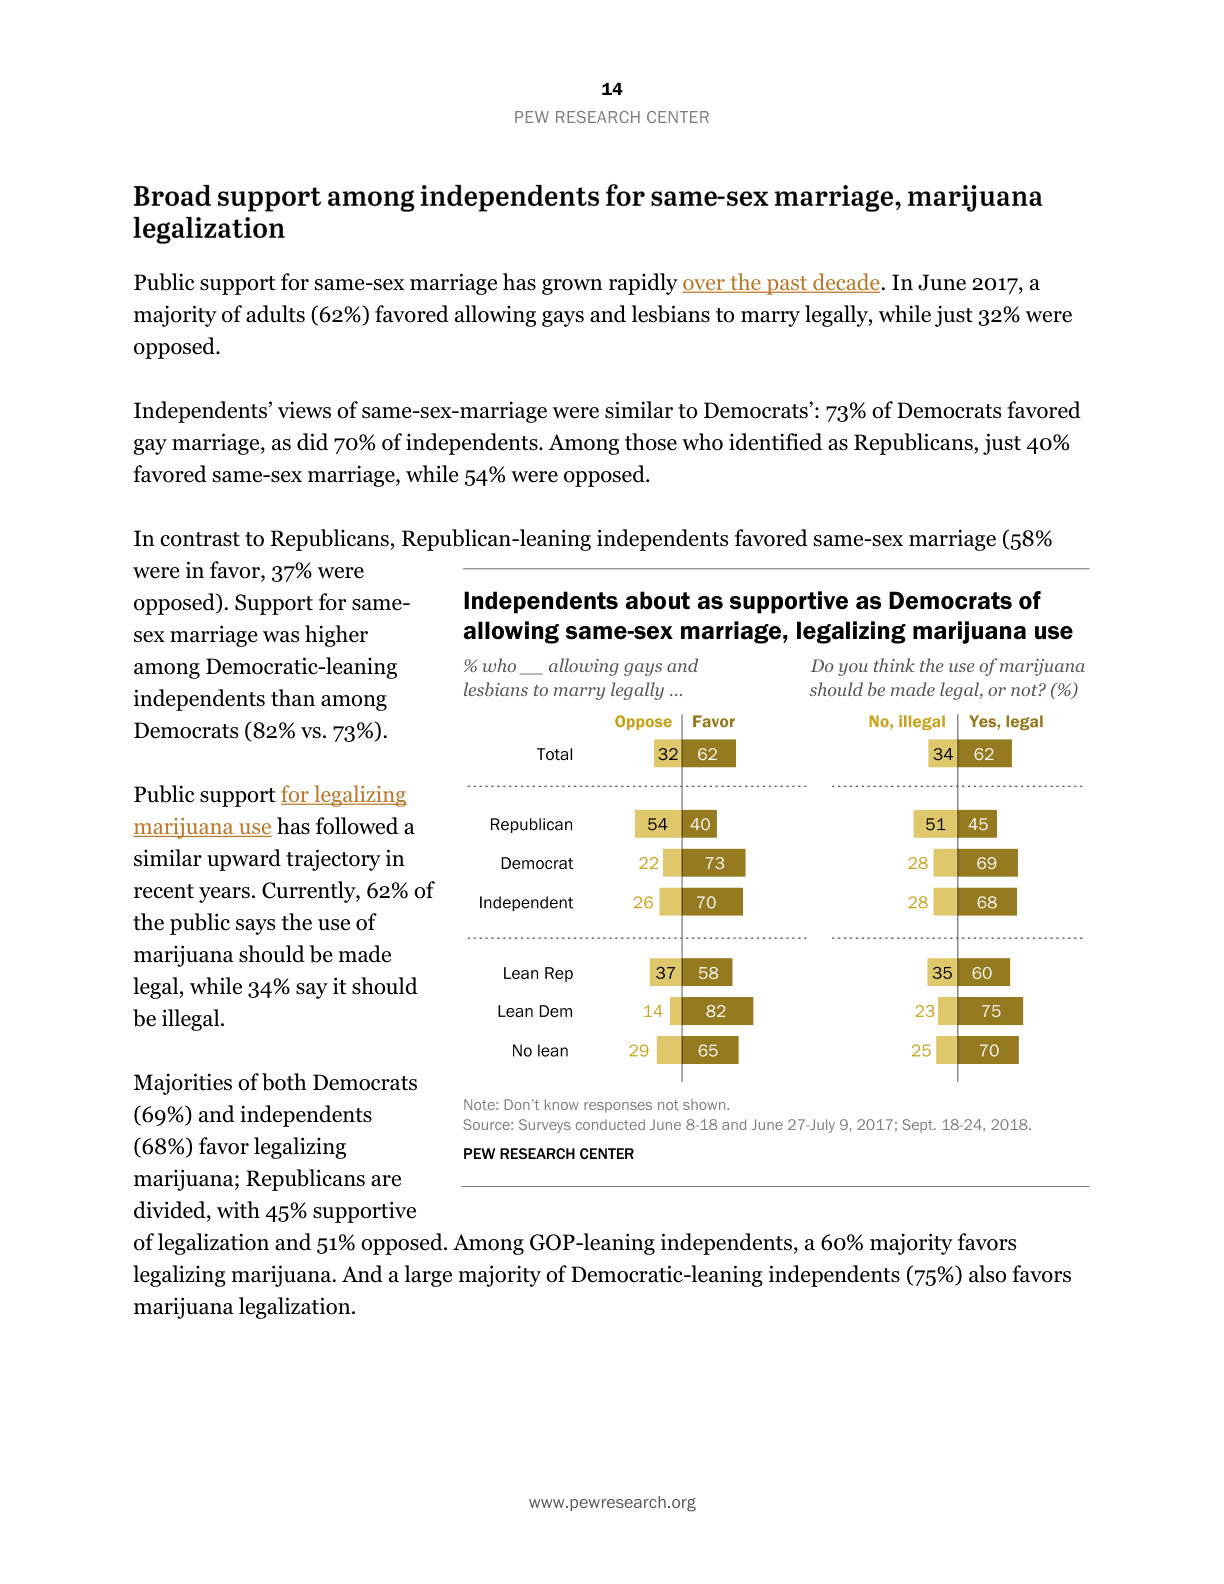 14
PEW RESEARCH CENTER
Broad support among independents for same-sex marriage, marijuana
legalization
Public support for same-sex marriage has grown rapidly over the past decade. In June 2017, a
majority of adults (62%) favored allowing gays and lesbians to marry legally, while just 32% were
opposed.
Independents’ views of same-sex-marriage were similar to Democrats’: 73% of Democrats favored
gay marriage, as did 70% of independents. Among those who identified as Republicans, just 40%
favored same-sex marriage, while 54% were opposed.
In contrast to Republicans, Republican-leaning independents favored same-sex marriage (58%
were in favor, 37% were
opposed). Support for same-
sex marriage was higher
among Democratic-leaning
independents than among
Democrats (82% vs. 73%).
Public support for legalizing
marijuana use has followed a
similar upward trajectory in
recent years. Currently, 62% of
the public says the use of
marijuana should be made
legal, while 34% say it should
be illegal.
Majorities of both Democrats
(69%) and independents
(68%) favor legalizing
marijuana; Republicans are
divided, with 45% supportive
of legalization and 51% opposed. Among GOP-leaning independents, a 60% majority favors
legalizing marijuana. And a large majority of Democratic-leaning independents (75%) also favors
marijuana legalization.
Independents about as supportive as Democrats of
allowing same-sex marriage, legalizing marijuana use
% who __ allowing gays and
lesbians to marry legally ...
Do you think the use of marijuana
should be made legal, or not? (%)
Oppose Favor No, illegal Yes, legal
Total 32 62 34 62
Republican 54 40 51 45
Democrat 22 73 28 69
Independent 26 70 28 68
Lean Rep 37 58 35 60
Lean Dem 14 82 23 75
No lean 29 65 25 70
Note: Don’t know responses not shown.
Source: Surveys conducted June 8-18 and June 27-July 9, 2017; Sept. 18-24, 2018.
PEW RESEARCH CENTER
www.pewresearch.org